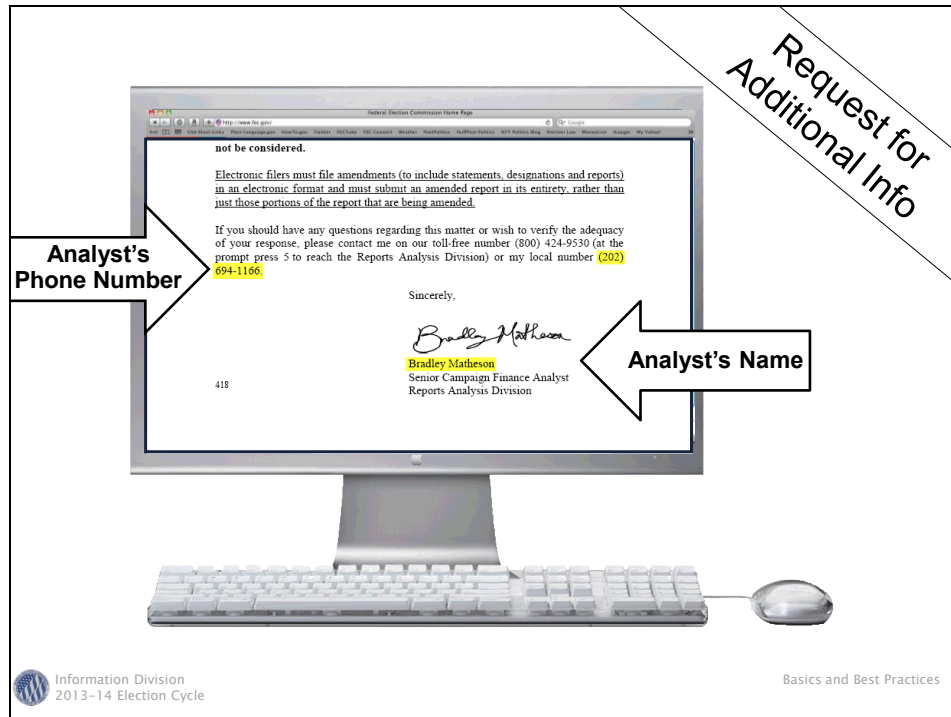 Request for
Additional Info
Federal Election Commission Home Page
http://www.fec.gov/
Google
not be considered.
Electronic filers must file amendments (to include statements, designations and reports)
in an electronic format and must submit an amended report in its entirety, rather than
just those portions of the report that are being amended.
If you should have any questions regarding this matter or wish to verify the adequacy
of your response, please contact me on our toll-free number (800) 424-9530 (at the
prompt press 5 to reach the Reports Analysis Division) or my local number (202)
694-1166.
Analyst's
Phone Number
Sincerely,
Bradley Matheson
Bradley Matheson
Senior Campaign Finance Analyst
Reports Analysis Division
418
Analyst's Name
Information Division
2013-14 Election Cycle
Basics and Best Practices